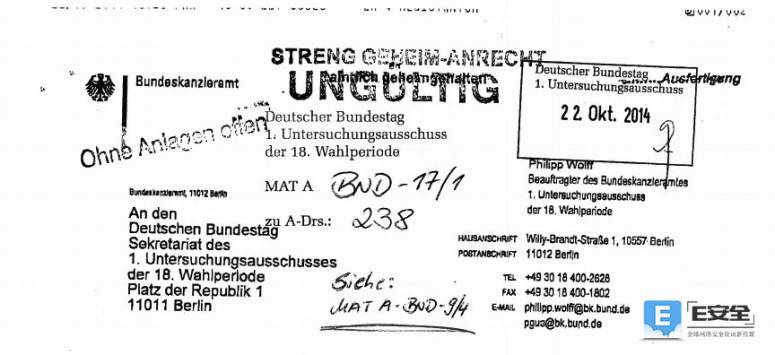 001/002
STRENG GEHEIM-ANRECHT
amtlich geheimgehalten
UNGÜLTIG
Bundeskanzleramt
Ohne Anlagen offen
Deutscher Bundestag
1. Untersuchungsausschuss
der 18. Wahlperiode
MAT A BND-17/1
zu A-Drs.: 238
Siehe:
MAT A-BND-9/4
Deutscher Bundestag
1. Untersuchungsausschuss
22. Okt. 2014
Ausfertigung
Philipp Wolff
Beauftragter des Bundeskanzleramtes
1. Untersuchungsausschuss
der 18. Wahlperiode
HAUSANSCHRIFT Willy-Brandt-Straße 1, 10557 Berlin
POSTANSCHRIFT 11012 Berlin
TEL +49 30 18 400-2628
FAX +49 30 18 400-1802
E-MAIL philipp.wolff@bk.bund.de
pgua@bk.bund.de
Bundeskanzleramt, 11012 Berlin
An den
Deutschen Bundestag
Sekretariat des
1. Untersuchungsausschusses
der 18. Wahlperiode
Platz der Republik 1
11011 Berlin
E安全